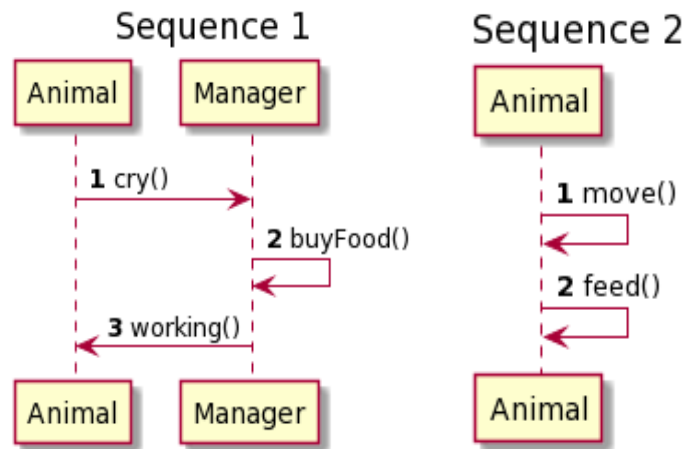 Sequence 1
Animal Manager
1 cry()
2 buyFood()
3 working()
Animal Manager
Sequence 2
Animal
1 move()
2 feed()
Animal